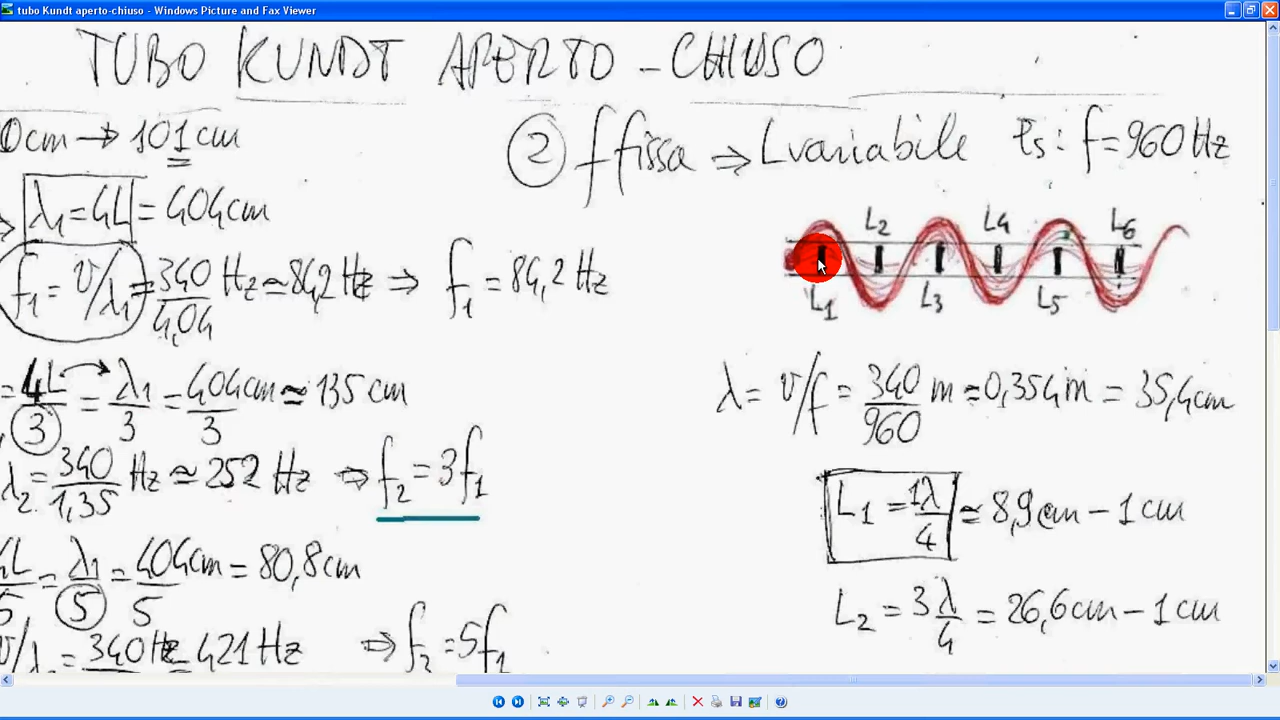 tubo Kundt aperto-chiuso - Windows Picture and Fax Viewer
TUBO KUNDT APERTO - CHIUSO
0cm → 101cm
λ1 = 4L = 404cm
f1 = v/λ1 = 340/4,04 Hz ≃ 84,2 Hz ⇒ f1 = 84,2 Hz
= 4L/3 = λ1/3 = 404cm/3 ≃ 135 cm
λ2 = 340/1,35 Hz ≃ 252 Hz ⇒ f2 = 3f1
4L/5 = λ1/5 = 404cm/5 = 80,8cm
v/λ = 340Hz = 421Hz ⇒ f3 = 5f1
2 f fissa ⇒ L variabile es: f = 960 Hz
L2 L4 L6
L1 L3 L5
λ = v/f = 340/960 m ≃ 0,354m = 35,4cm
L1 = 1λ/4 ≃ 8,9cm - 1cm
L2 = 3λ/4 = 26,6cm - 1cm